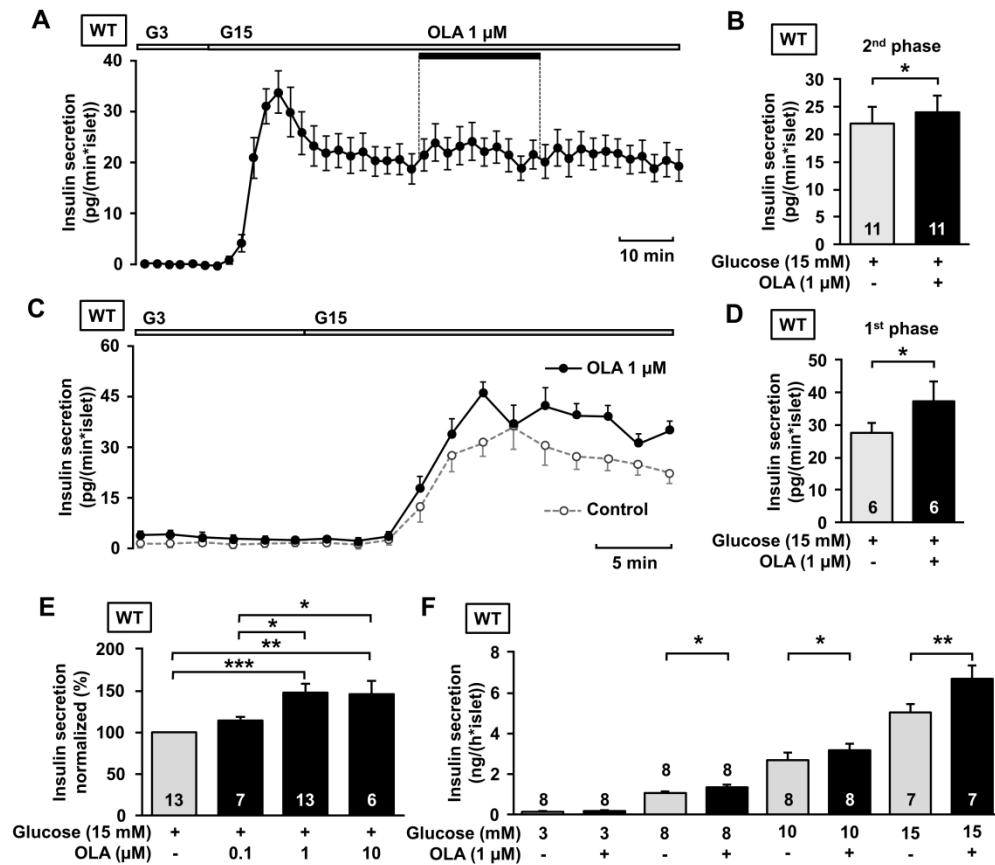 A
WT
G3 G15 OLA 1 µM
Insulin secretion
(pg/(min*islet))
40
30
20
10
0
10 min
B
WT
2nd phase
*
Insulin secretion
(pg/(min*islet))
30
25
20
15
10
5
0
11 11
Glucose (15 mM) + +
OLA (1 µM) - +
C
WT
G3 G15
Insulin secretion
(pg/(min*islet))
60
45
30
15
0
OLA 1 µM
Control
5 min
D
WT
1st phase
*
Insulin secretion
(pg/(min*islet))
50
40
30
20
10
0
6 6
Glucose (15 mM) + +
OLA (1 µM) - +
E
WT
*
*
**
***
Insulin secretion
normalized (%)
200
150
100
50
0
13 7 13 6
Glucose (15 mM) + + + +
OLA (µM) - 0.1 1 10
F
WT
* * **
Insulin secretion
(ng/(h*islet))
8
6
4
2
0
8 8 8 8 8 8 7 7
Glucose (mM) 3 3 8 8 10 10 15 15
OLA (1 µM) - + - + - + - +